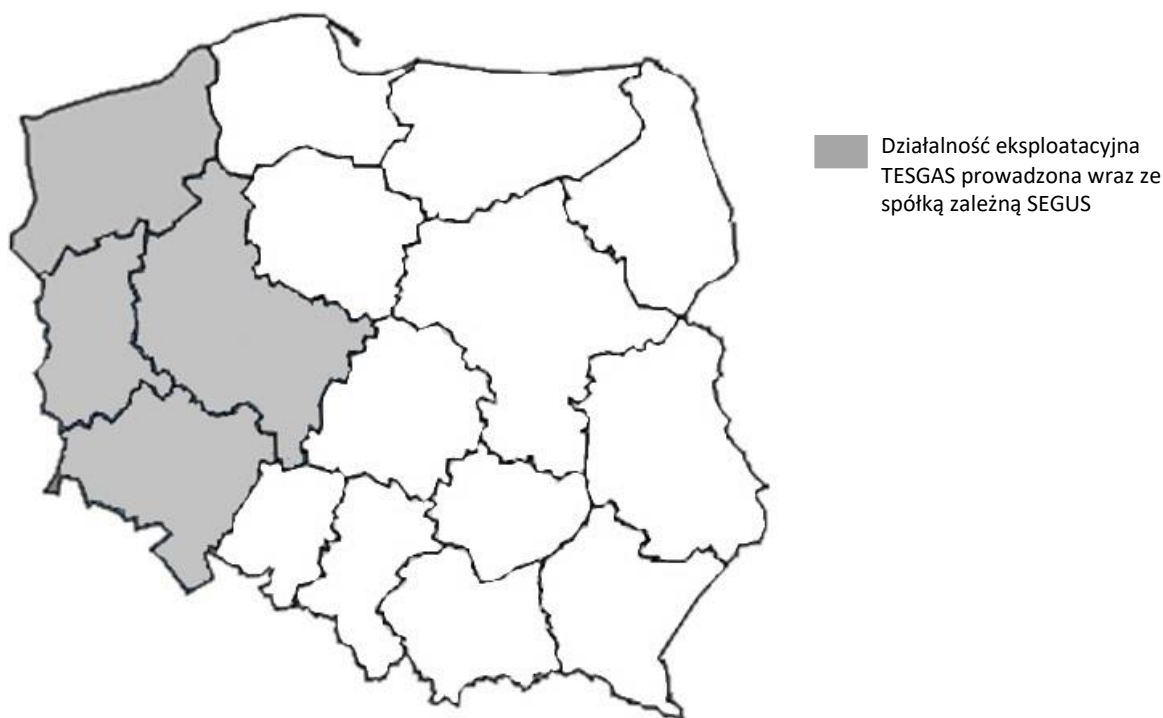 Działalność eksploatacyjna
TESGAS prowadzona wraz ze
spółką zależną SEGUS